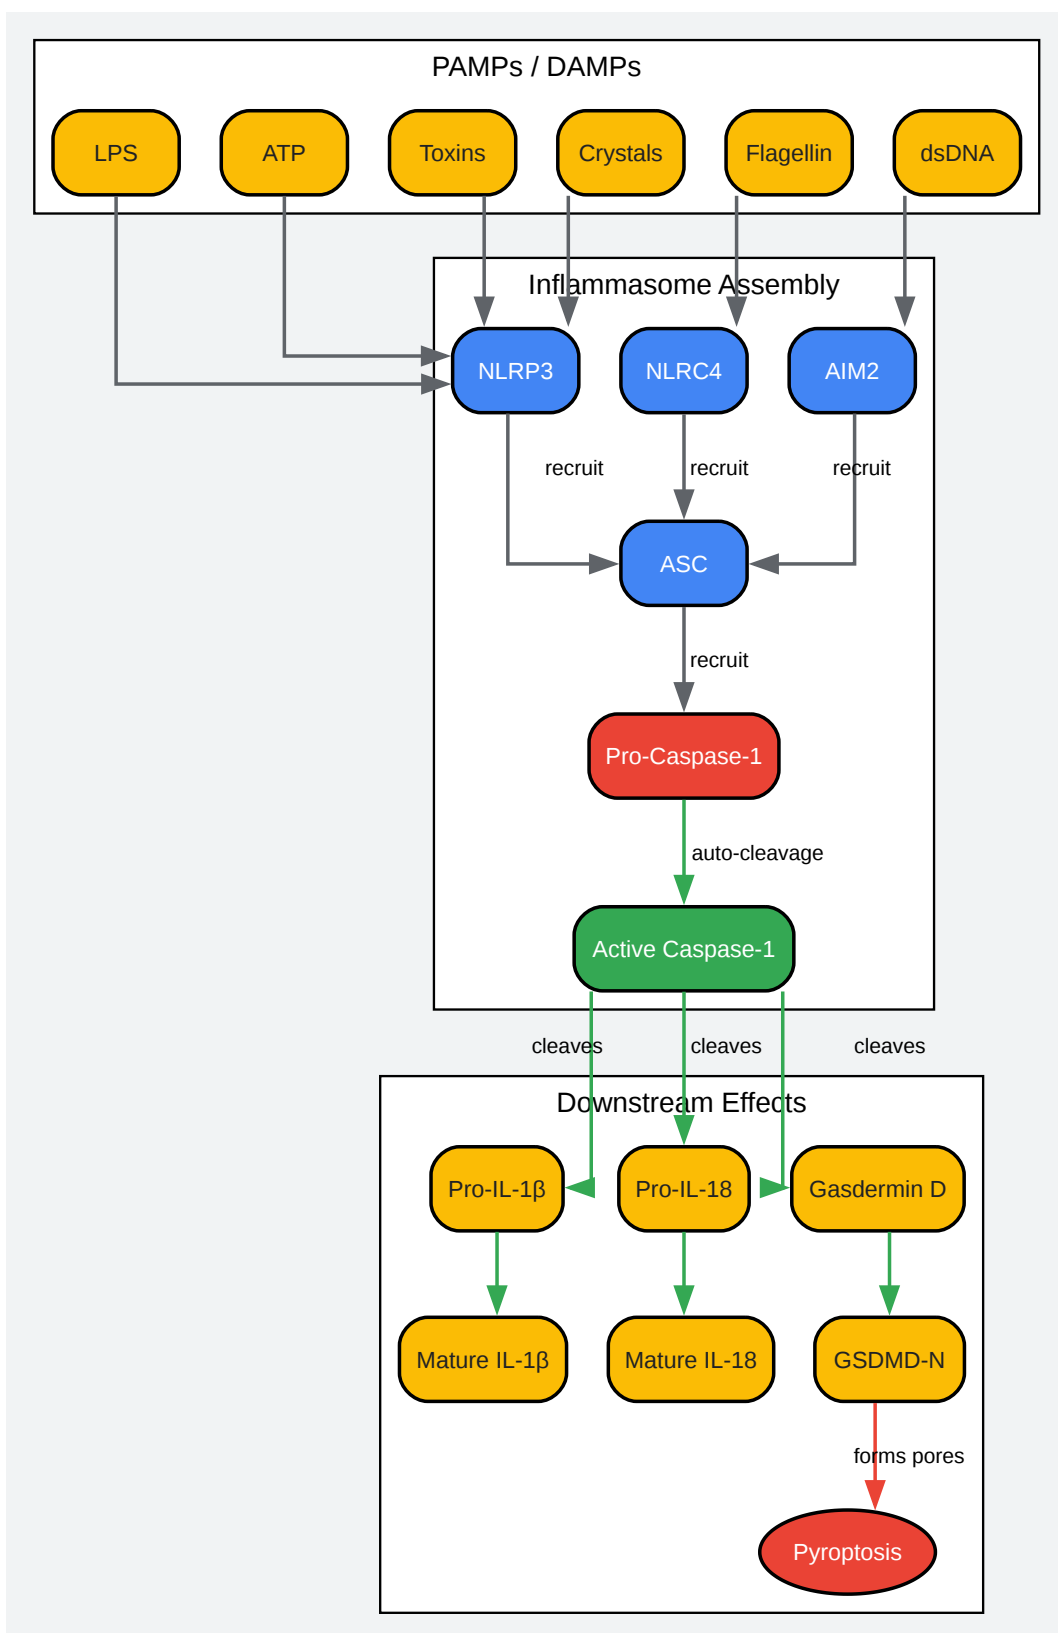 PAMPs / DAMPs
LPS
ATP
Toxins
Crystals
Flagellin
dsDNA
Inflammasome Assembly
NLRP3
NLRC4
AIM2
recruit
recruit
recruit
ASC
recruit
Pro-Caspase-1
auto-cleavage
Active Caspase-1
cleaves
cleaves
cleaves
Downstream Effects
Pro-IL-1β
Pro-IL-18
Gasdermin D
Mature IL-1β
Mature IL-18
GSDMD-N
forms pores
Pyroptosis